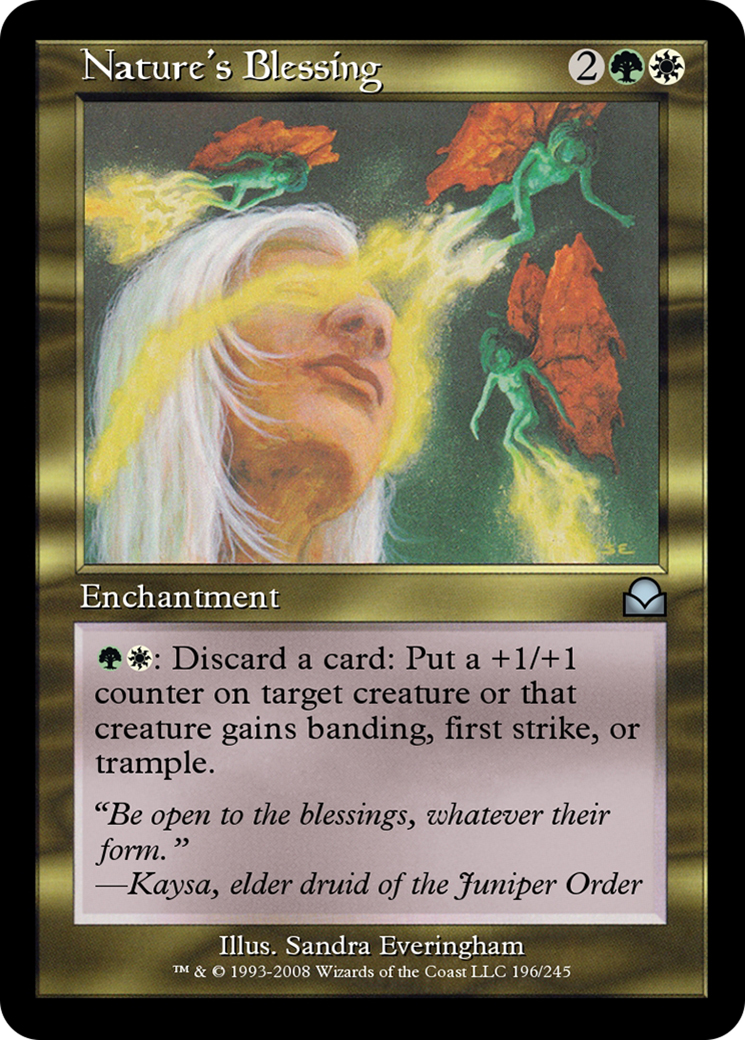 Nature's Blessing 2
SE
Enchantment
: Discard a card: Put a +1/+1
counter on target creature or that
creature gains banding, first strike, or
trample.
“Be open to the blessings, whatever their
form.”
—Kaysa, elder druid of the Juniper Order
Illus. Sandra Everingham
™ & © 1993-2008 Wizards of the Coast LLC 196/245